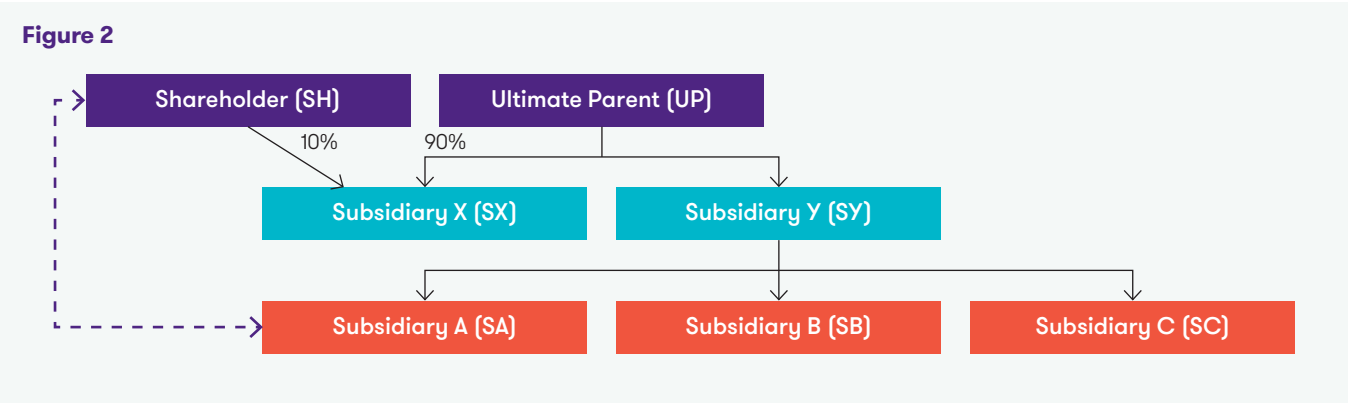 Figure 2
Shareholder (SH)
Ultimate Parent (UP)
10%
90%
Subsidiary X (SX)
Subsidiary Y (SY)
Subsidiary A (SA)
Subsidiary B (SB)
Subsidiary C (SC)